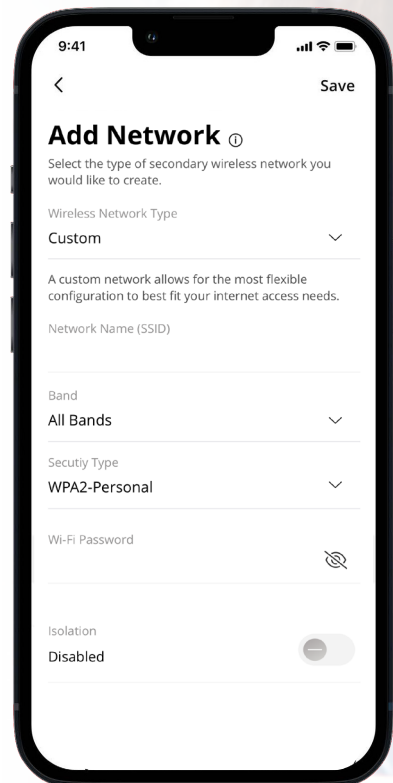 9:41
Save
Add Network
Select the type of secondary wireless network you
would like to create.
Wireless Network Type
Custom
A custom network allows for the most flexible
configuration to best fit your internet access needs.
Network Name (SSID)
Band
All Bands
Secutiy Type
WPA2-Personal
Wi-Fi Password
Isolation
Disabled